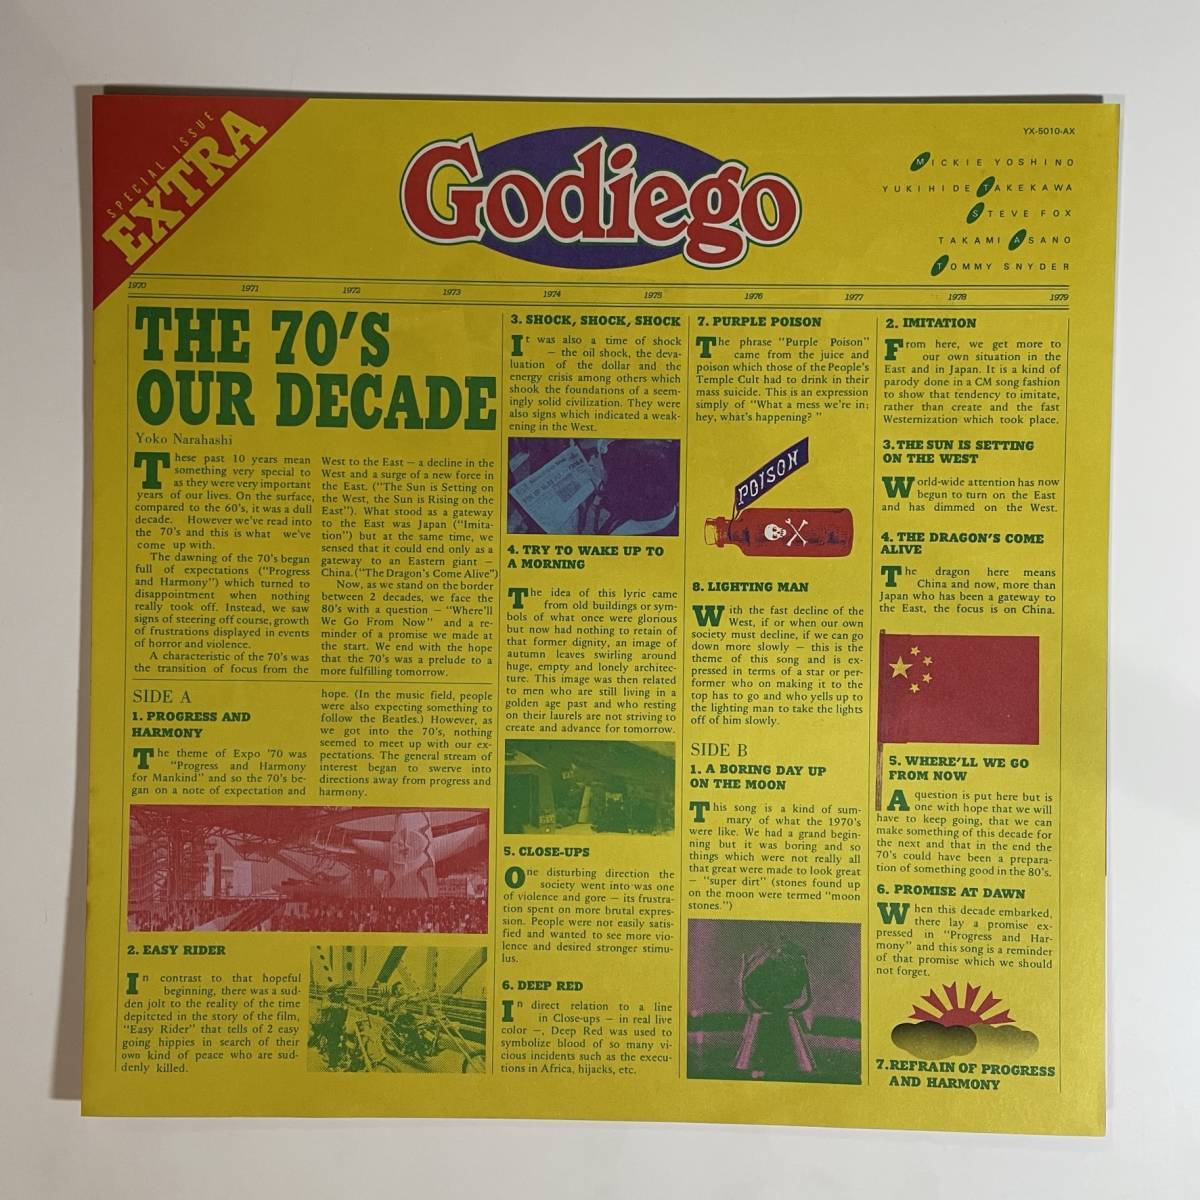 SPECIAL ISSUE
EXTRA
Godiego
YX-5010-AX
MICKIE YOSHINO
YUKIHIDE TAKEKAWA
STEVE FOX
TAKAMI ASANO
TOMMY SNYDER
1970 1971 1972 1973 1974 1975 1976 1977 1978 1979
THE 70'S
OUR DECADE
Yoko Narahashi
These past 10 years mean
something very special to
as they were very important
years of our lives. On the surface,
compared to the 60's, it was a dull
decade. However we've read into
the 70's and this is what we've
come up with.
The dawning of the 70's began
full of expectations ("Progress
and Harmony") which turned to
disappointment when nothing
really took off. Instead, we saw
signs of steering off course, growth
of frustrations displayed in events
of horror and violence.
A characteristic of the 70's was
the transition of focus from the
West to the East — a decline in the
West and a surge of a new force in
the East. ("The Sun is Setting on
the West, the Sun is Rising on the
East"). What stood as a gateway
to the East was Japan ("Imita-
tion") but at the same time, we
sensed that it could end only as a
gateway to an Eastern giant —
China. ("The Dragon's Come Alive")
Now, as we stand on the border
between 2 decades, we face the
80's with a question — "Where'll
We Go From Now" and a re-
minder of a promise we made at
the start. We end with the hope
that the 70's was a prelude to a
more fulfilling tomorrow.
SIDE A
1. PROGRESS AND
HARMONY
The theme of Expo '70 was
"Progress and Harmony
for Mankind" and so the 70's be-
gan on a note of expectation and
hope. (In the music field, people
were also expecting something to
follow the Beatles.) However, as
we got into the 70's, nothing
seemed to meet up with our ex-
pectations. The general stream of
interest began to swerve into
directions away from progress and
harmony.
2. EASY RIDER
In contrast to that hopeful
beginning, there was a sud-
den jolt to the reality of the time
depitcted in the story of the film,
"Easy Rider" that tells of 2 easy
going hippies in search of their
own kind of peace who are sud-
denly killed.
3. SHOCK, SHOCK, SHOCK
It was also a time of shock
— the oil shock, the deva-
luation of the dollar and the
energy crisis among others which
shook the foundations of a seem-
ingly solid civilization. They were
also signs which indicated a weak-
ening in the West.
4. TRY TO WAKE UP TO
A MORNING
The idea of this lyric came
from old buildings or sym-
bols of what once were glorious
but now had nothing to retain of
that former dignity, an image of
autumn leaves swirling around
huge, empty and lonely architec-
ture. This image was then related
to men who are still living in a
golden age past and who resting
on their laurels are not striving to
create and advance for tomorrow.
5. CLOSE-UPS
One disturbing direction the
society went into was one
of violence and gore — its frustra-
tion spent on more brutal expres-
sion. People were not easily satis-
fied and wanted to see more vio-
lence and desired stronger stimu-
lus.
6. DEEP RED
In direct relation to a line
in Close-ups — in real live
color —, Deep Red was used to
symbolize blood of so many vi-
cious incidents such as the execu-
tions in Africa, hijacks, etc.
7. PURPLE POISON
The phrase "Purple Poison"
came from the juice and
poison which those of the People's
Temple Cult had to drink in their
mass suicide. This is an expression
simply of "What a mess we're in;
hey, what's happening? "
POISON
8. LIGHTING MAN
With the fast decline of the
West, if or when our own
society must decline, if we can go
down more slowly — this is the
theme of this song and is ex-
pressed in terms of a star or per-
former who on making it to the
top has to go and who yells up to
the lighting man to take the lights
off of him slowly.
SIDE B
1. A BORING DAY UP
ON THE MOON
This song is a kind of sum-
mary of what the 1970's
were like. We had a grand begin-
ning but it was boring and so
things which were not really all
that great were made to look great
— "super dirt" (stones found up
on the moon were termed "moon
stones.")
2. IMITATION
From here, we get more to
our own situation in the
East and in Japan. It is a kind of
parody done in a CM song fashion
to show that tendency to imitate,
rather than create and the fast
Westernization which took place.
3. THE SUN IS SETTING
ON THE WEST
World-wide attention has now
begun to turn on the East
and has dimmed on the West.
4. THE DRAGON'S COME
ALIVE
The dragon here means
China and now, more than
Japan who has been a gateway to
the East, the focus is on China.
5. WHERE'LL WE GO
FROM NOW
A question is put here but is
one with hope that we will
have to keep going, that we can
make something of this decade for
the next and that in the end the
70's could have been a prepara-
tion of something good in the 80's.
6. PROMISE AT DAWN
When this decade embarked,
there lay a promise ex-
pressed in "Progress and Har-
mony" and this song is a reminder
of that promise which we should
not forget.
7. REFRAIN OF PROGRESS
AND HARMONY